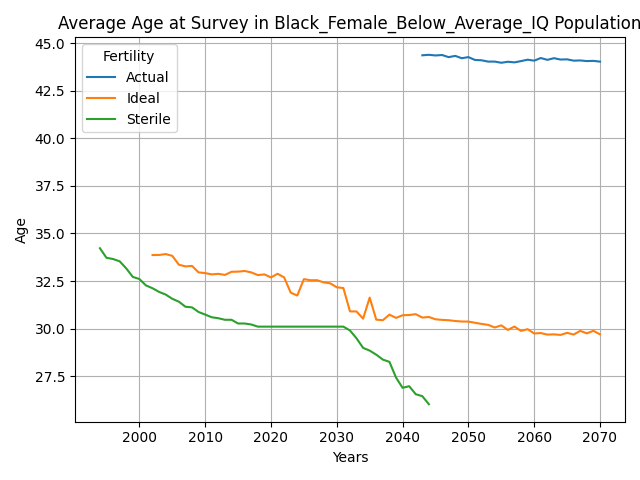 Average Age at Survey in Black_Female_Below_Average_IQ Population
Fertility
Actual
Ideal
Sterile
Age
45.0
42.5
40.0
37.5
35.0
32.5
30.0
27.5
2000 2010 2020 2030 2040 2050 2060 2070
Years